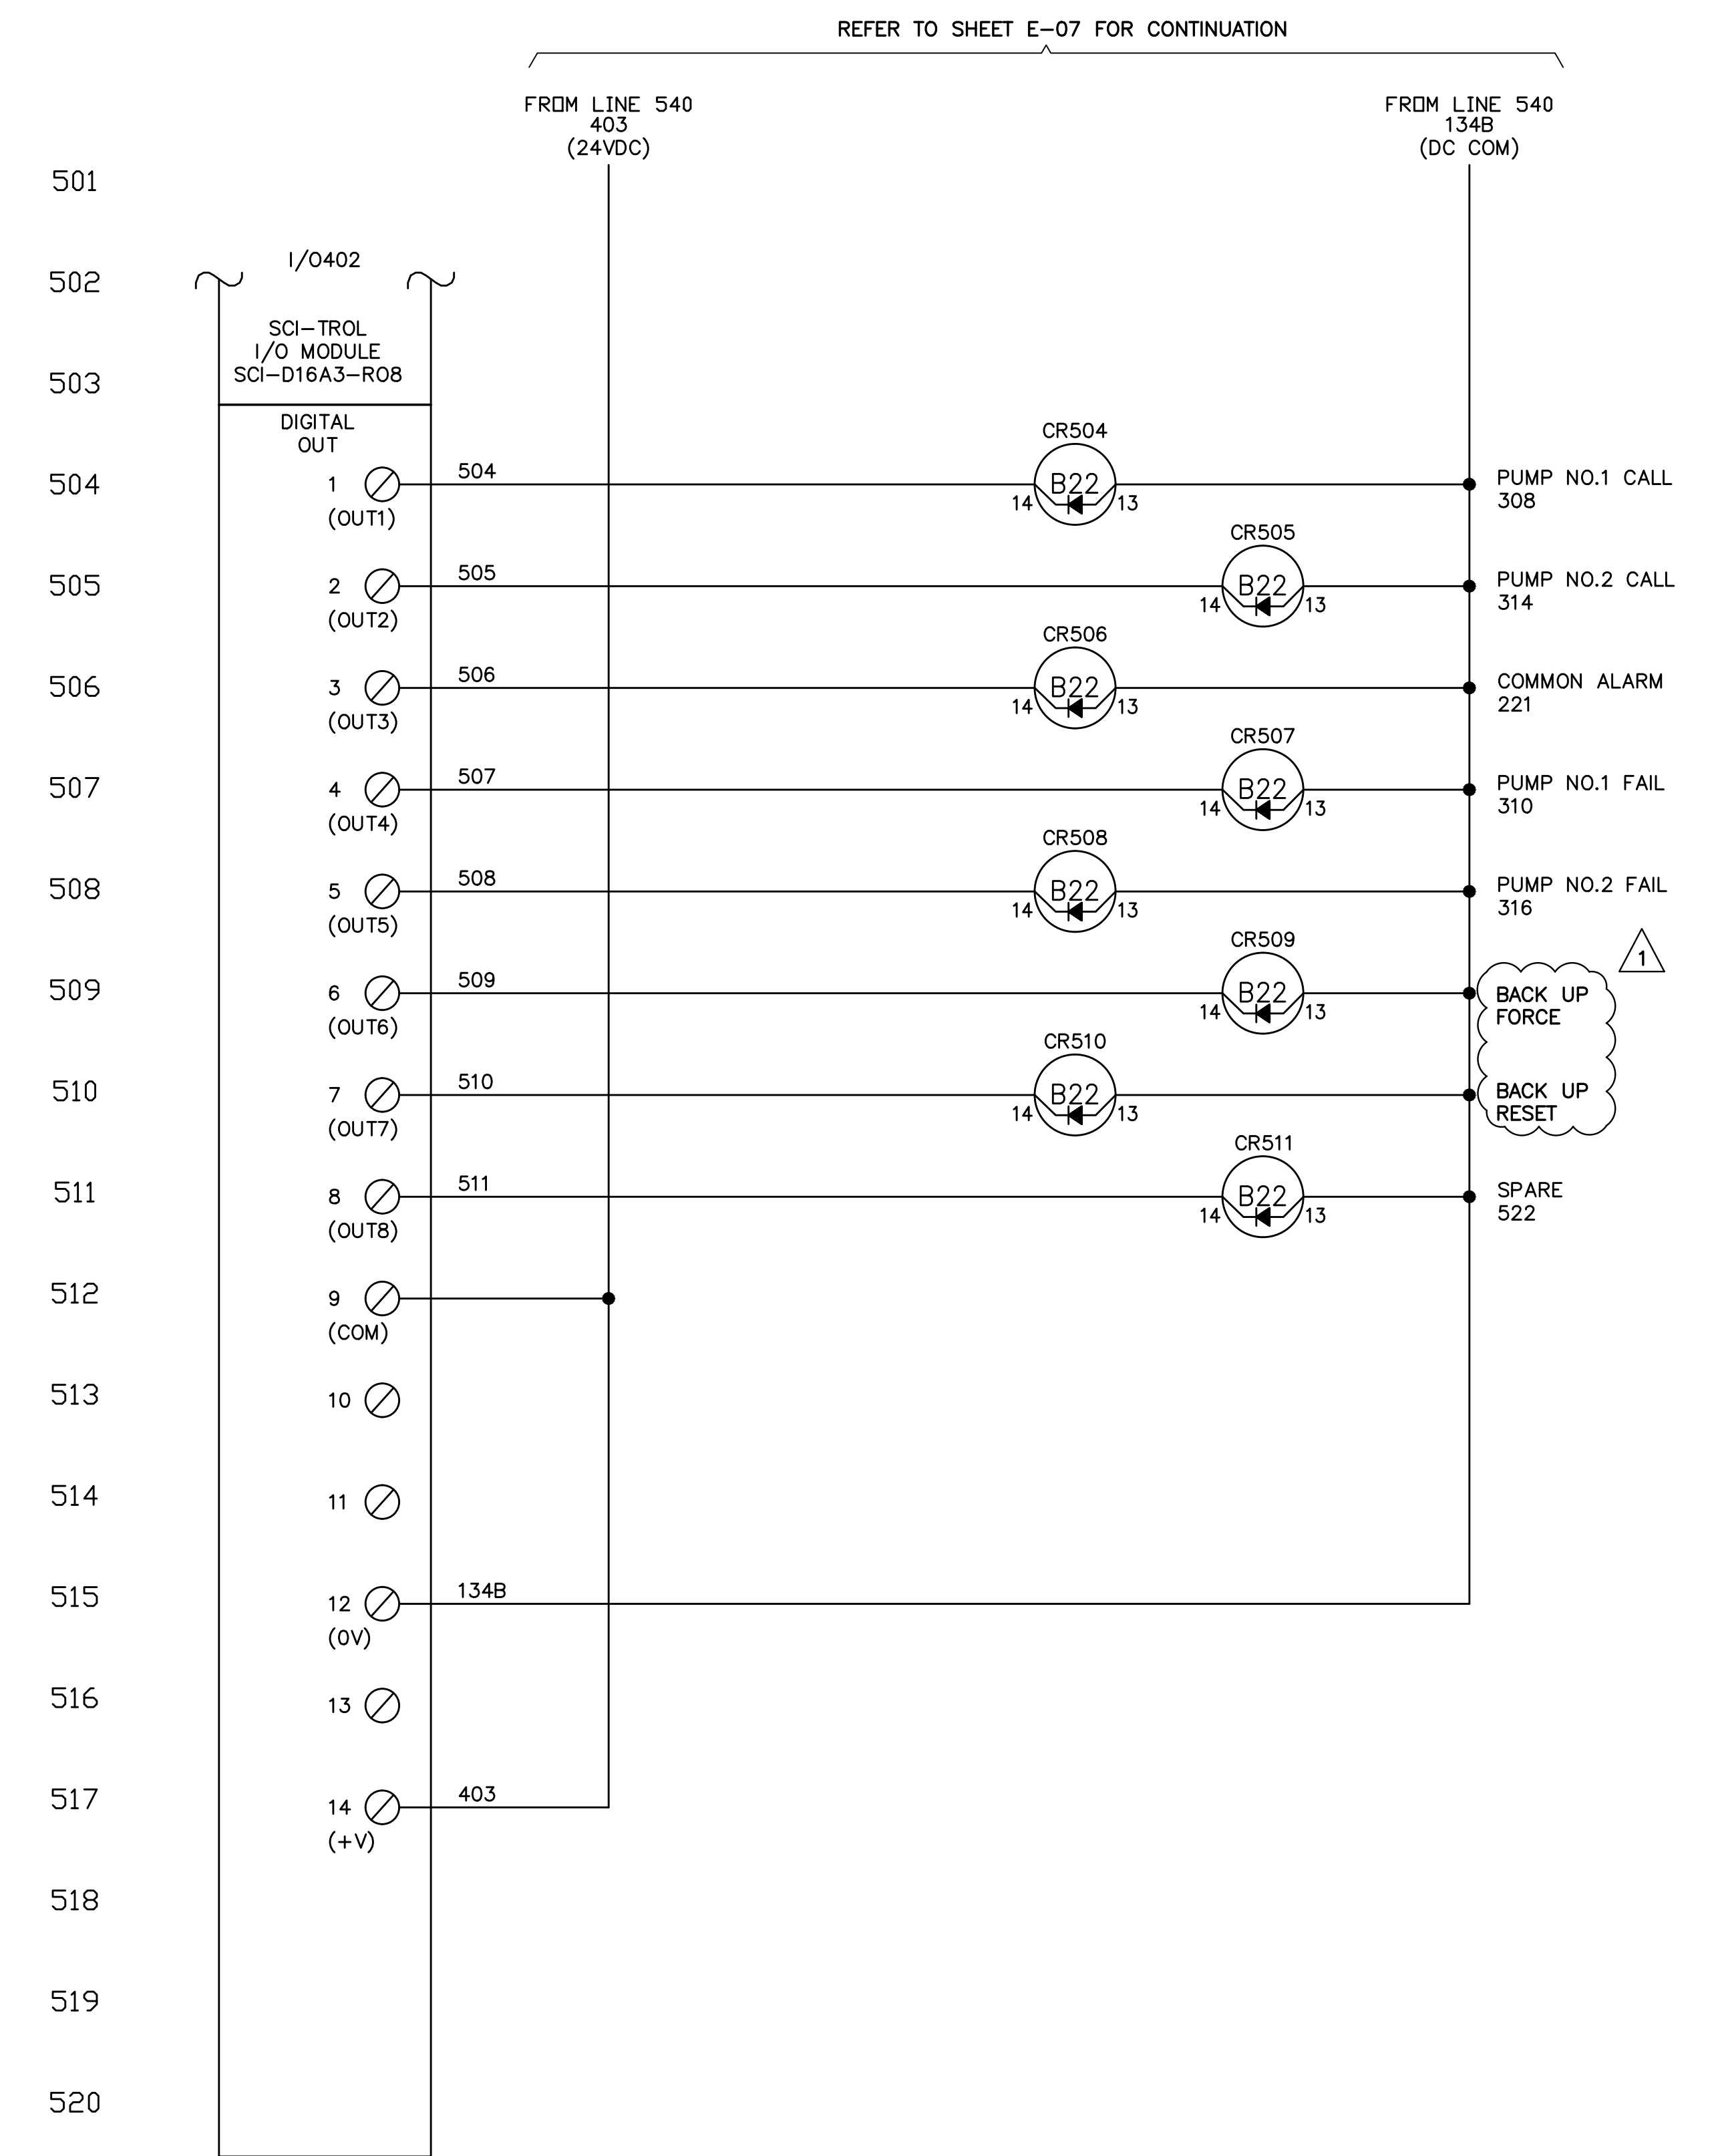 REFER TO SHEET E-07 FOR CONTINUATION
FROM LINE 540
403
(24VDC)
FROM LINE 540
134B
(DC COM)
501
502
I/O402
SCI-TROL
I/O MODULE
SCI-D16A3-RO8
503
DIGITAL
OUT
504
1
(OUT1)
504
CR504
B22
14
13
PUMP NO.1 CALL
308
505
2
(OUT2)
505
CR505
B22
14
13
PUMP NO.2 CALL
314
506
3
(OUT3)
506
CR506
B22
14
13
COMMON ALARM
221
507
4
(OUT4)
507
CR507
B22
14
13
PUMP NO.1 FAIL
310
508
5
(OUT5)
508
CR508
B22
14
13
PUMP NO.2 FAIL
316
1
509
6
(OUT6)
509
CR509
B22
14
13
BACK UP
FORCE
510
7
(OUT7)
510
CR510
B22
14
13
BACK UP
RESET
511
8
(OUT8)
511
CR511
B22
14
13
SPARE
522
512
9
(COM)
513
10
514
11
515
12
(0V)
134B
516
13
517
14
(+V)
403
518
519
520